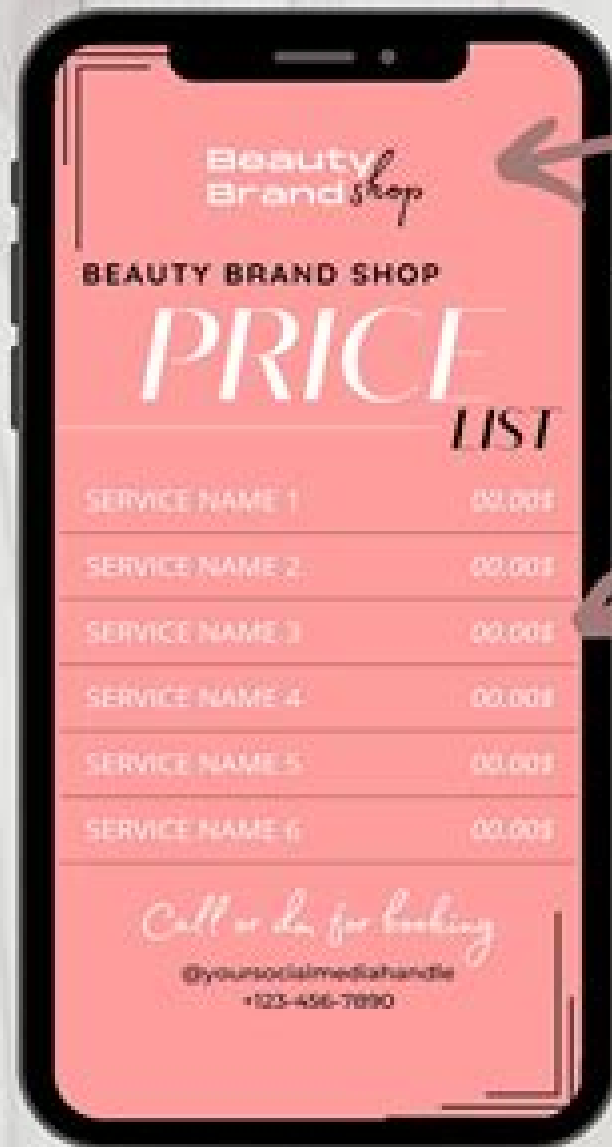 Beauty
Brand shop
BEAUTY BRAND SHOP
PRICE
LIST
SERVICE NAME 1 00.00$
SERVICE NAME 2 00.00$
SERVICE NAME 3 00.00$
SERVICE NAME 4 00.00$
SERVICE NAME 5 00.00$
SERVICE NAME 6 00.00$
Call or dm for booking
@yoursocialmediahandle
+123-456-7890